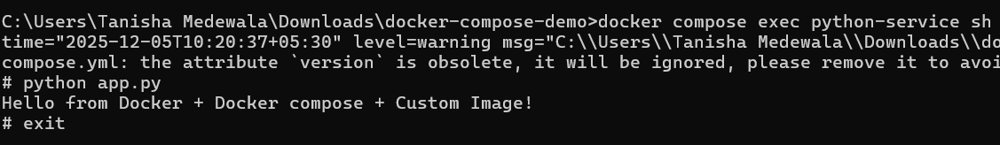 C:\Users\Tanisha Medewala\Downloads\docker-compose-demo>docker compose exec python-service sh
time="2025-12-05T10:20:37+05:30" level=warning msg="C:\\Users\\Tanisha Medewala\\Downloads\\do
compose.yml: the attribute `version` is obsolete, it will be ignored, please remove it to avoi
# python app.py
Hello from Docker + Docker compose + Custom Image!
# exit